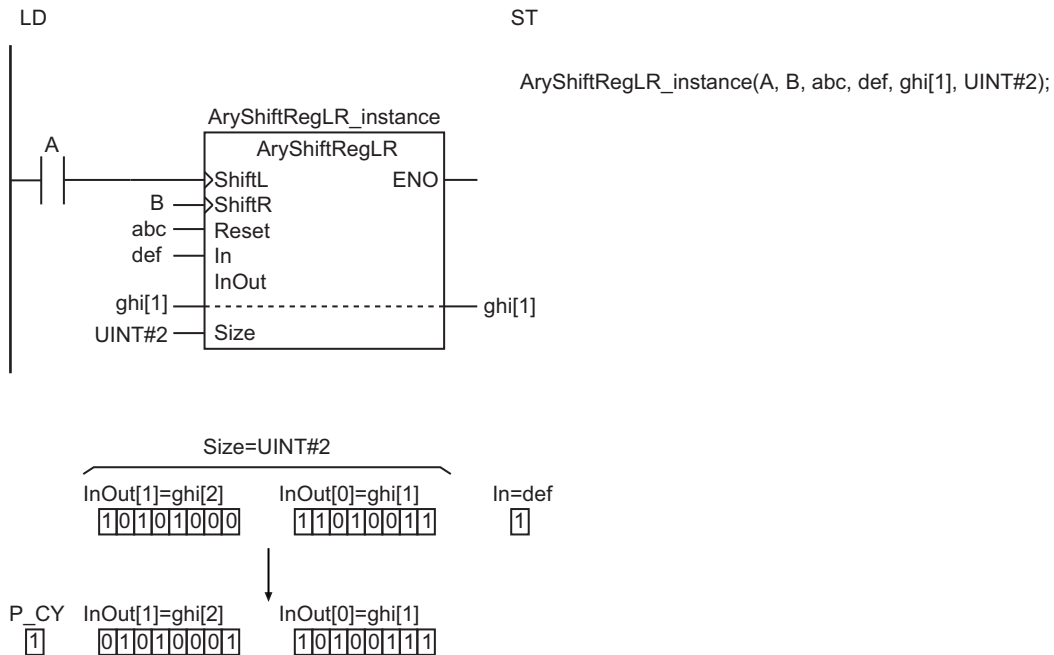 LD
ST
AryShiftRegLR_instance(A, B, abc, def, ghi[1], UINT#2);
AryShiftRegLR_instance
A
AryShiftRegLR
ShiftL ENO
B ShiftR
abc Reset
def In
InOut
ghi[1] ghi[1]
UINT#2 Size
Size=UINT#2
InOut[1]=ghi[2] InOut[0]=ghi[1] In=def
1 0 1 0 1 0 0 0 1 1 0 1 0 0 1 1 1
P_CY InOut[1]=ghi[2] InOut[0]=ghi[1]
1 0 1 0 1 0 0 0 1 1 0 1 0 0 1 1 1